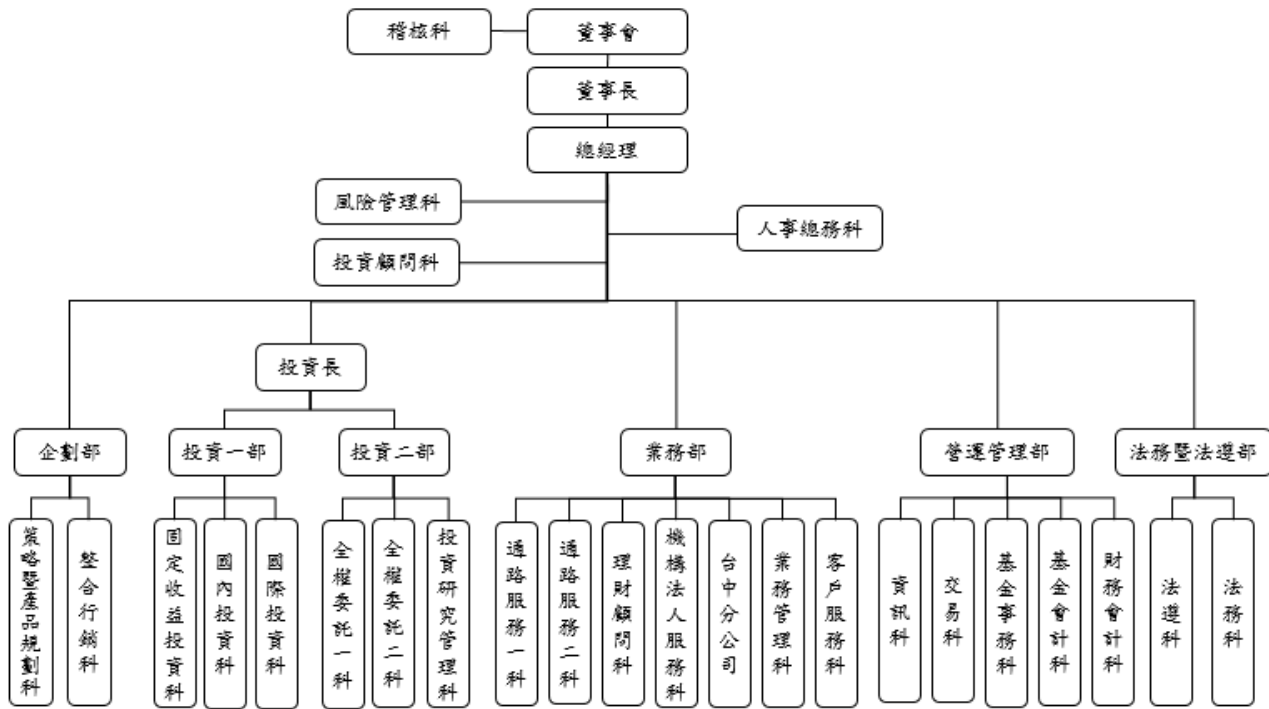 稽核科
董事會
董事長
總經理
風險管理科
人事總務科
投資顧問科
投資長
企劃部
投資一部
投資二部
業務部
營運管理部
法務暨法遵部
策略暨產品規劃科
整合行銷科
固定收益投資科
國內投資科
國際投資科
全權委託一科
全權委託二科
投資研究管理科
通路服務一科
通路服務二科
理財顧問科
機構法人服務科
台中分公司
業務管理科
客戶服務科
資訊科
交易科
基金事務科
基金會計科
財務會計科
法遵科
法務科